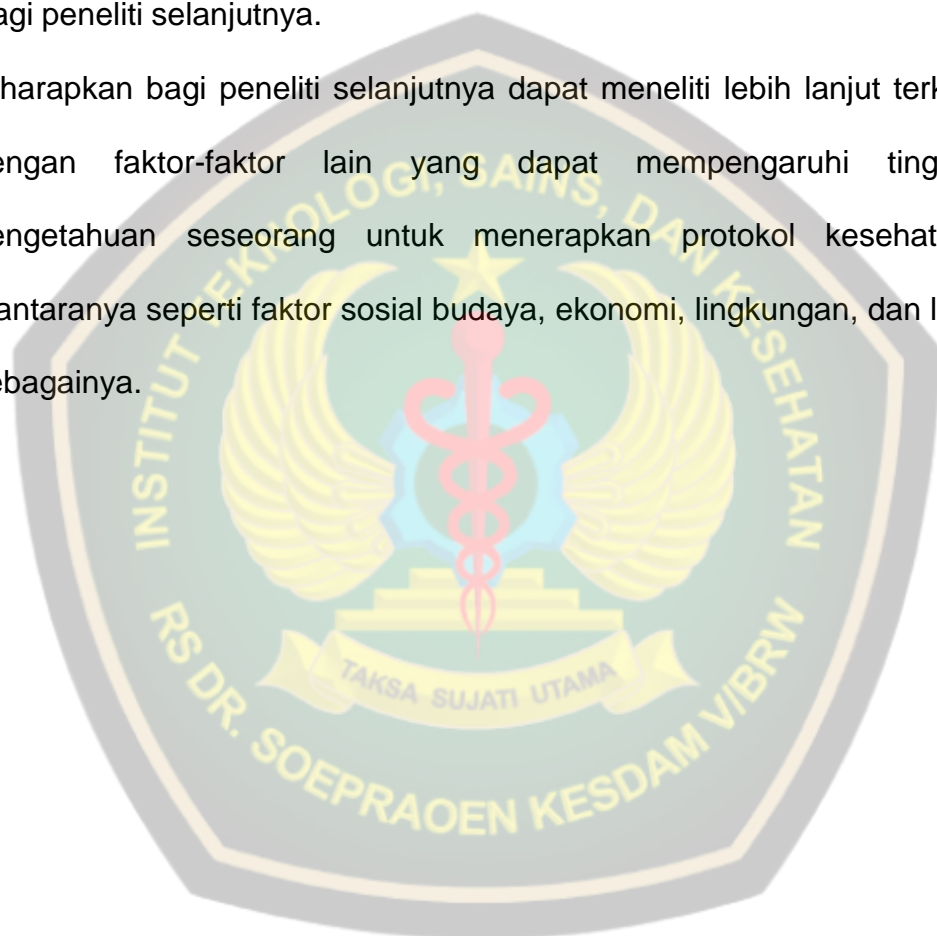 agi peneliti selanjutnya.
harapkan bagi peneliti selanjutnya dapat meneliti lebih lanjut terk
engan faktor-faktor lain yang dapat mempengaruhi ting
engetahuan seseorang untuk menerapkan protokol kesehat
antaranya seperti faktor sosial budaya, ekonomi, lingkungan, dan l
ebagainya.
INSTITUT TEKNOLOGI, SAINS, DAN KESEHATAN
TAKSA SUJATI UTAMA
RS DR. SOEPRAOEN KESDAM V/BRW